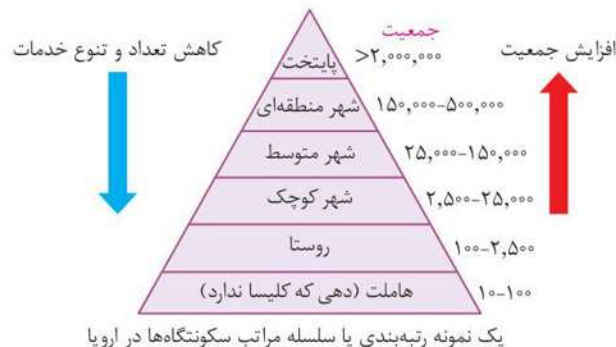 کاهش تعداد و تنوع خدمات
جمعیت
افزایش جمعیت
پایتخت
>۲,۰۰۰,۰۰۰
شهر منطقه‌ای
۱۵۰,۰۰۰-۵۰۰,۰۰۰
شهر متوسط
۲۵,۰۰۰-۱۵۰,۰۰۰
شهر کوچک
۲,۵۰۰-۲۵,۰۰۰
روستا
۱۰۰-۲,۵۰۰
هاملت (دهی که کلیسا ندارد)
۱۰-۱۰۰
یک نمونه رتبه‌بندی یا سلسله مراتب سکونتگاه‌ها در اروپا